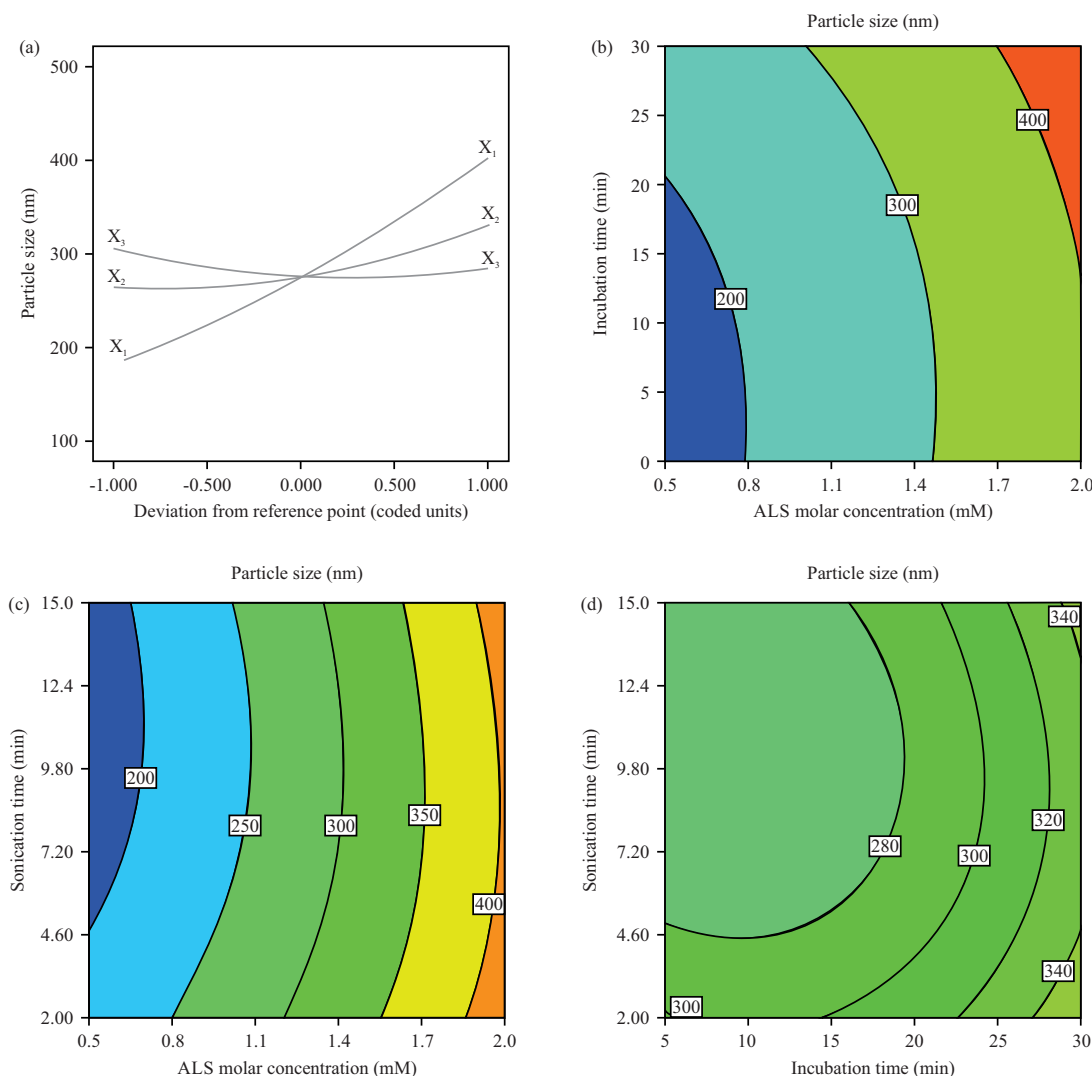 (a)
500
400
300
200
100
Particle size (nm)
X1
X2
X3
X3
X2
X1
-1.000
-0.500
0.000
0.500
1.000
Deviation from reference point (coded units)
(b)
Particle size (nm)
30
25
20
15
10
5
0
Incubation time (min)
400
300
200
0.5
0.8
1.1
1.4
1.7
2.0
ALS molar concentration (mM)
(c)
Particle size (nm)
15.0
12.4
9.80
7.20
4.60
2.00
Sonication time (min)
200
250
300
350
400
0.5
0.8
1.1
1.4
1.7
2.0
ALS molar concentration (mM)
(d)
Particle size (nm)
15.0
12.4
9.80
7.20
4.60
2.00
Sonication time (min)
340
320
280
300
340
300
5
10
15
20
25
30
Incubation time (min)